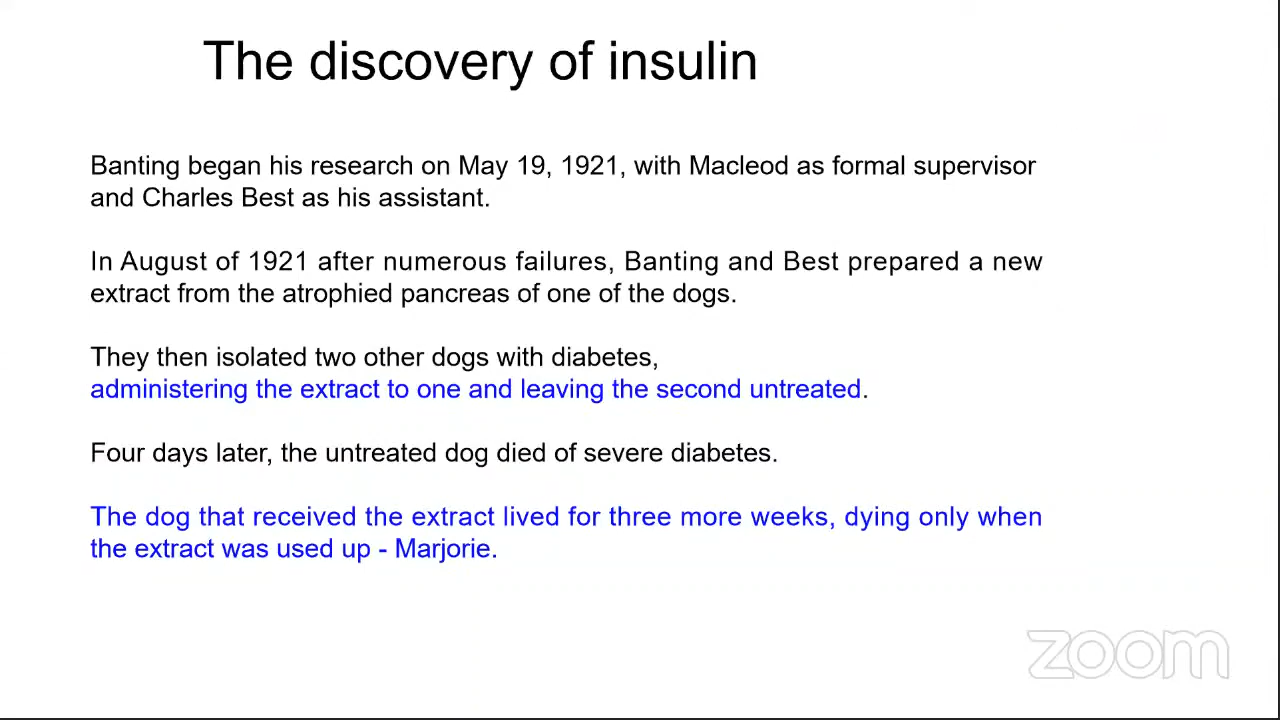 The discovery of insulin
Banting began his research on May 19, 1921, with Macleod as formal supervisor
and Charles Best as his assistant.
In August of 1921 after numerous failures, Banting and Best prepared a new
extract from the atrophied pancreas of one of the dogs.
They then isolated two other dogs with diabetes,
administering the extract to one and leaving the second untreated.
Four days later, the untreated dog died of severe diabetes.
The dog that received the extract lived for three more weeks, dying only when
the extract was used up - Marjorie.
zoom